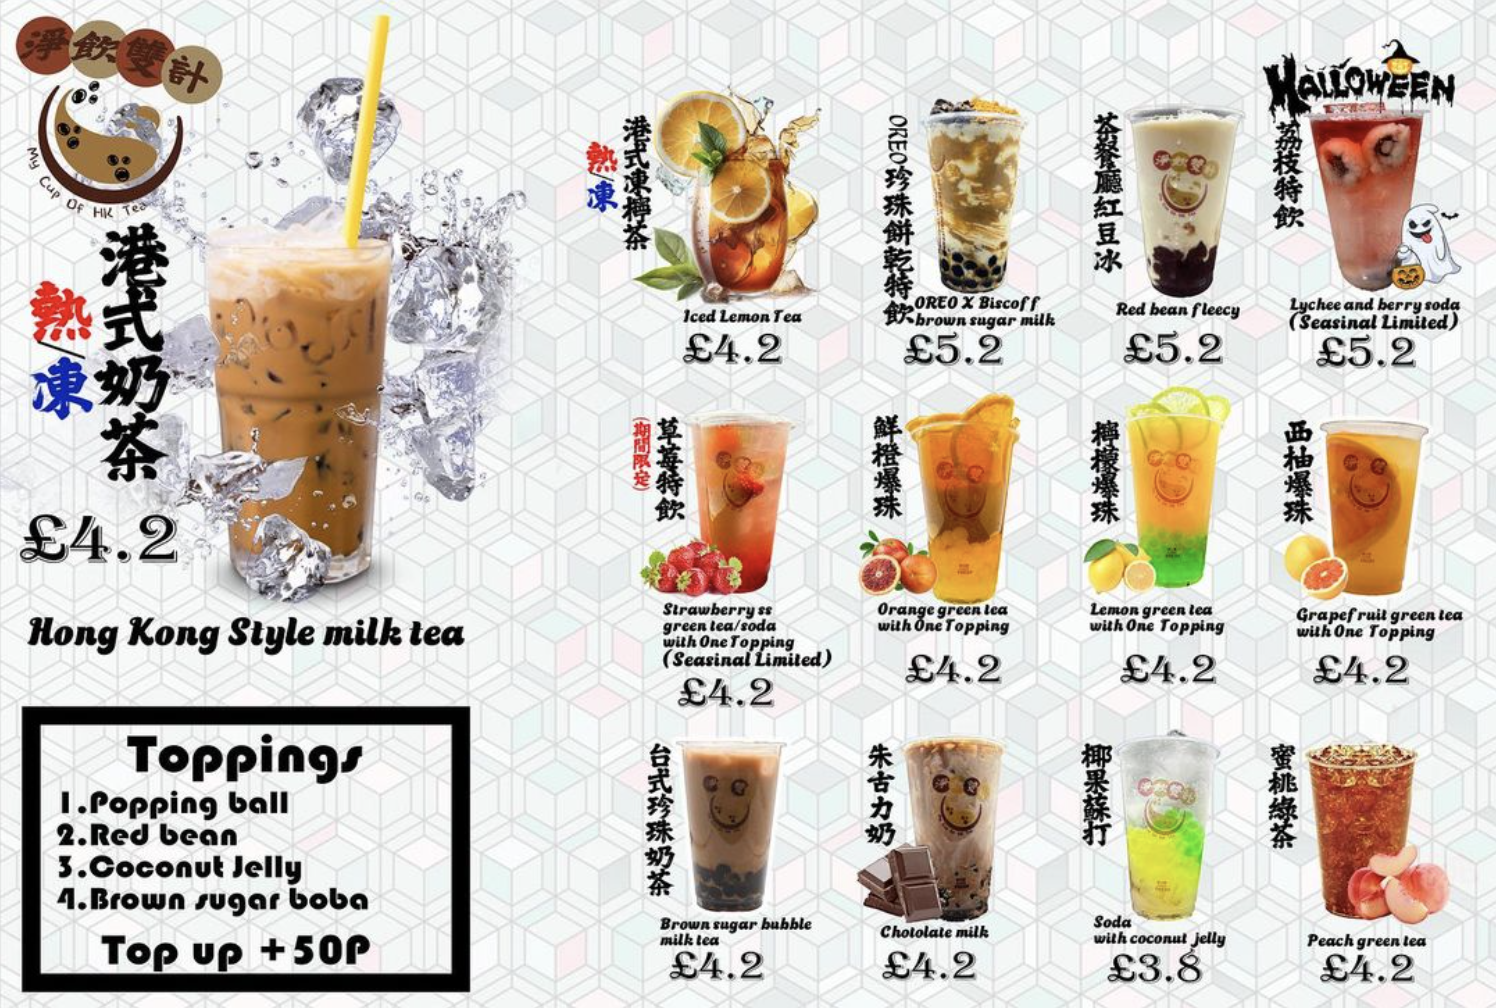 淨飲雙計
My Cup Of HK Tea
港式奶茶
熱/凍
£4.2
Hong Kong Style milk tea
Toppings
1.Popping ball
2.Red bean
3.Coconut Jelly
4.Brown sugar boba
Top up +50P
港式凍檸茶
熱/凍
Iced Lemon Tea
£4.2
OREO珍珠餅乾特飲
OREO X Biscoff
brown sugar milk
£5.2
茶餐廳紅豆冰
Red bean fleecy
£5.2
HALLOWEEN
荔枝特飲
Lychee and berry soda
(Seasinal Limited)
£5.2
草莓特飲
(期間限定)
Strawberry ss
green tea/soda
with One Topping
(Seasinal Limited)
£4.2
鮮橙爆珠
Orange green tea
with One Topping
£4.2
檸檬爆珠
Lemon green tea
with One Topping
£4.2
西柚爆珠
Grapefruit green tea
with One Topping
£4.2
台式珍珠奶茶
Brown sugar bubble
milk tea
£4.2
朱古力奶
Chotolate milk
£4.2
椰果蘇打
Soda
with coconut jelly
£3.8
蜜桃綠茶
Peach green tea
£4.2